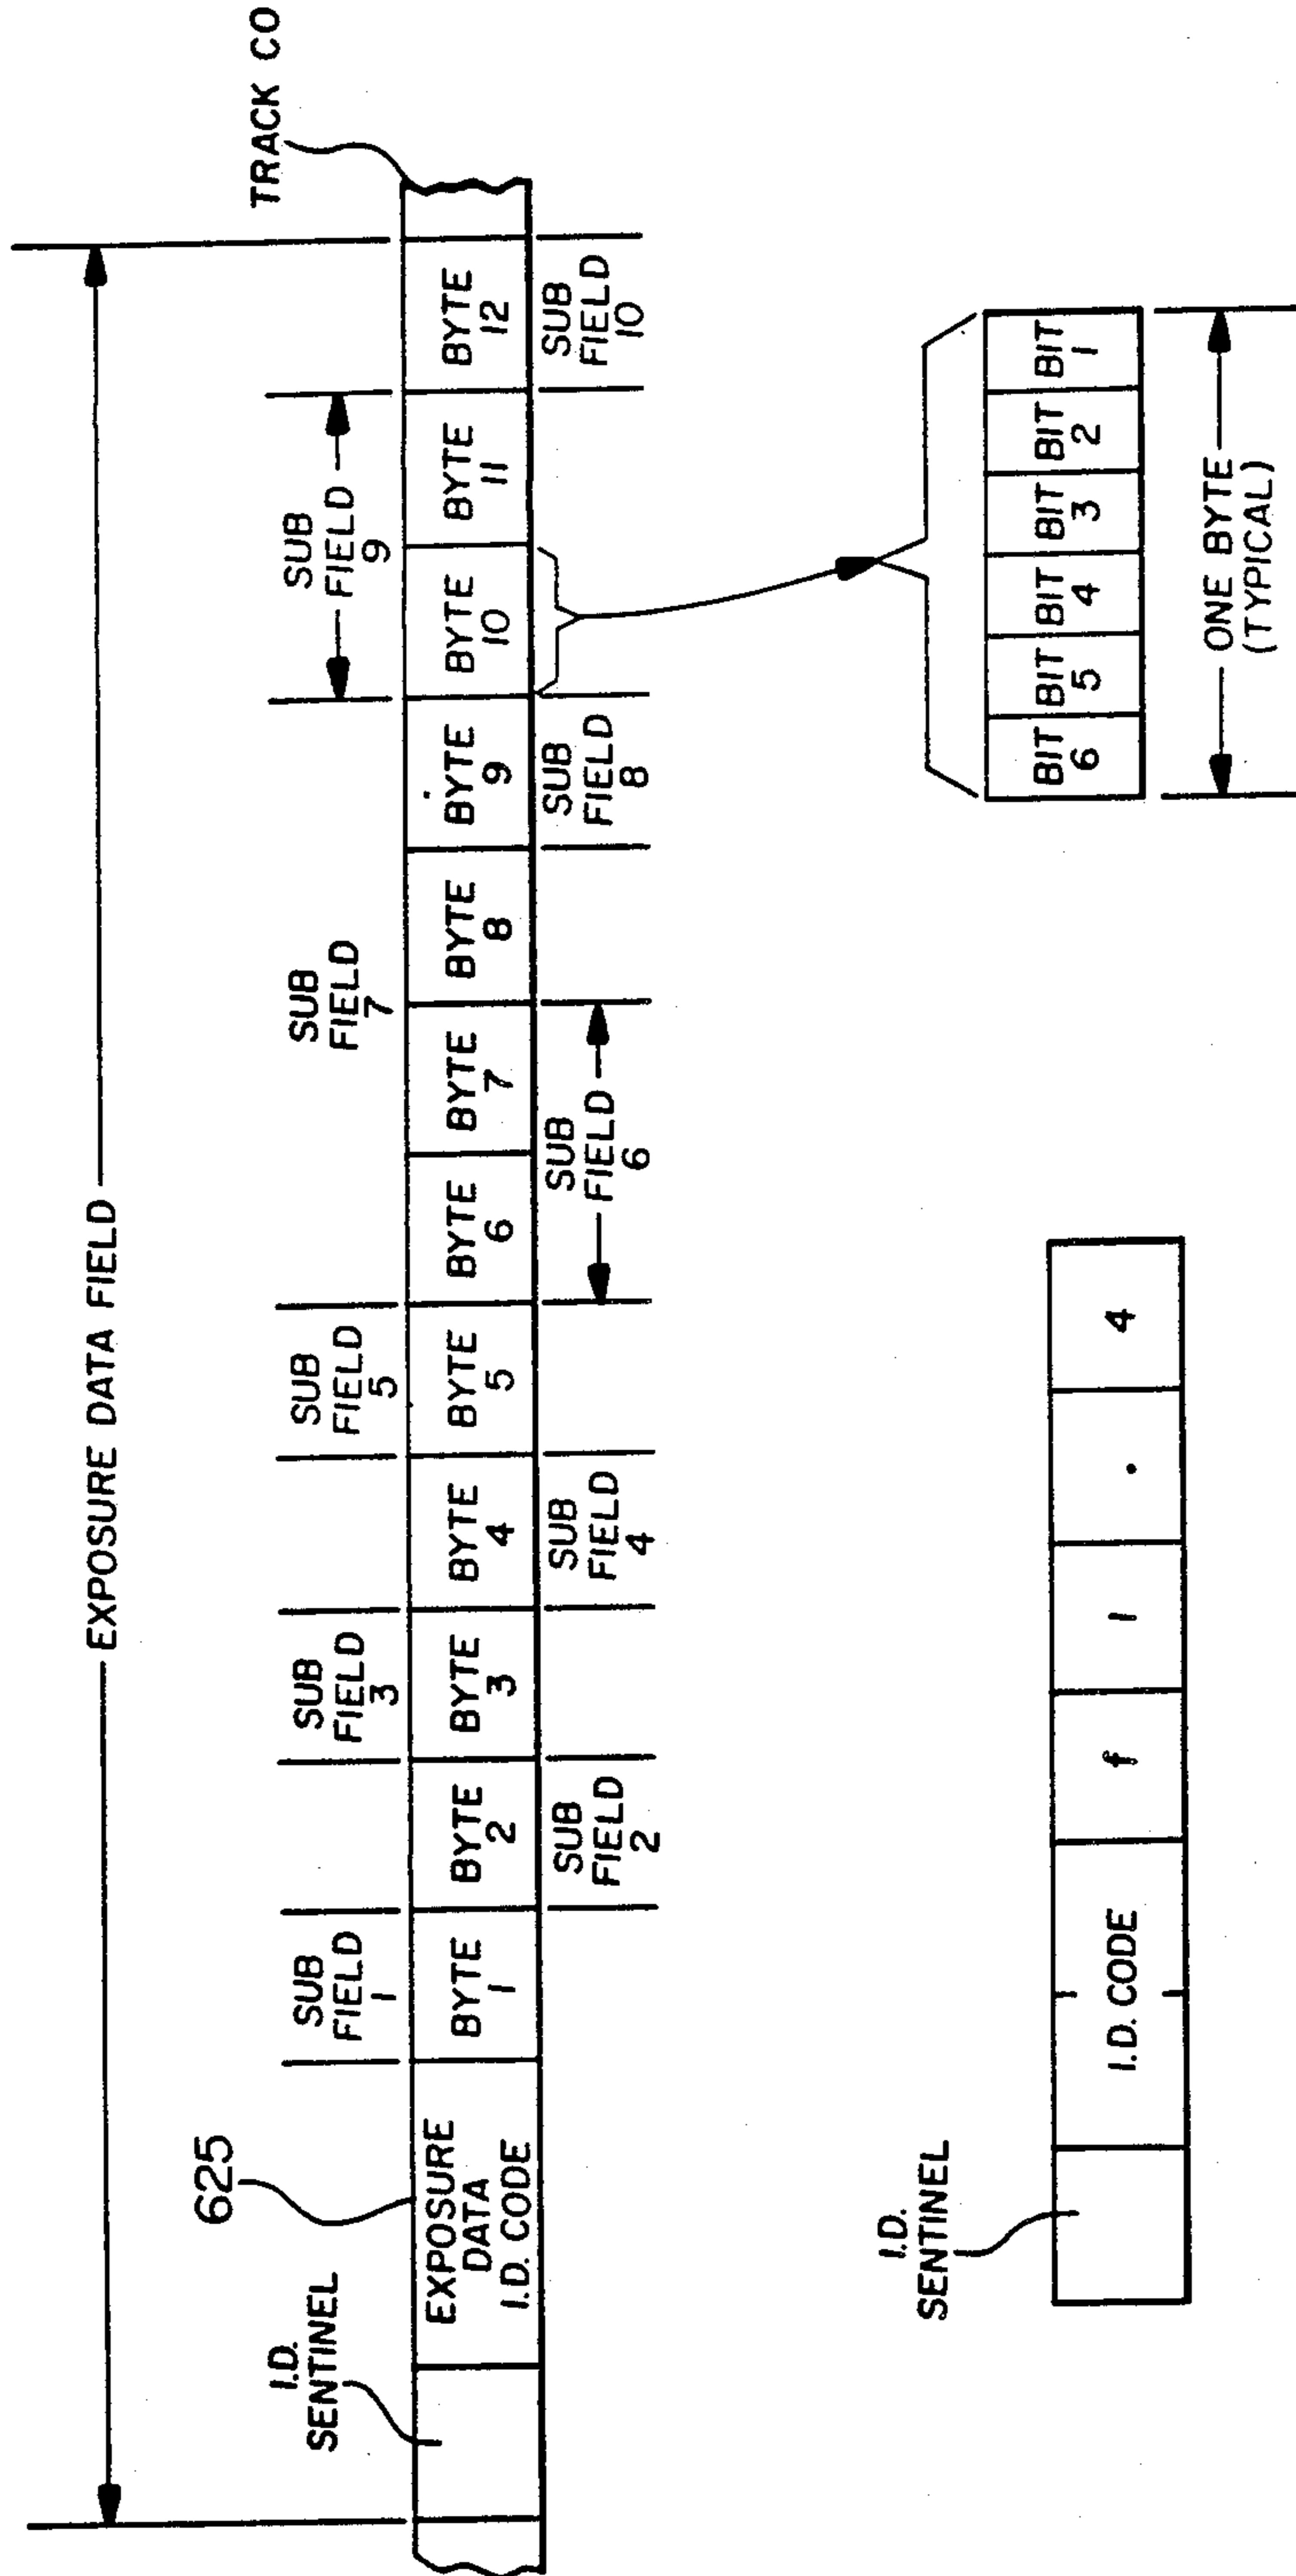 EXPOSURE DATA FIELD
TRACK CO
625
I.D.
SENTINEL
SUB
FIELD
1
SUB
FIELD
3
SUB
FIELD
5
SUB
FIELD
7
SUB
FIELD
9
EXPOSURE
DATA
I.D. CODE
BYTE
1
BYTE
2
BYTE
3
BYTE
4
BYTE
5
BYTE
6
BYTE
7
BYTE
8
BYTE
9
BYTE
10
BYTE
11
BYTE
12
SUB
FIELD
2
SUB
FIELD
4
SUB
FIELD
6
SUB
FIELD
8
SUB
FIELD
10
I.D.
SENTINEL
I.D. CODE
f
1
.
4
BIT
6
BIT
5
BIT
4
BIT
3
BIT
2
BIT
1
ONE BYTE
(TYPICAL)